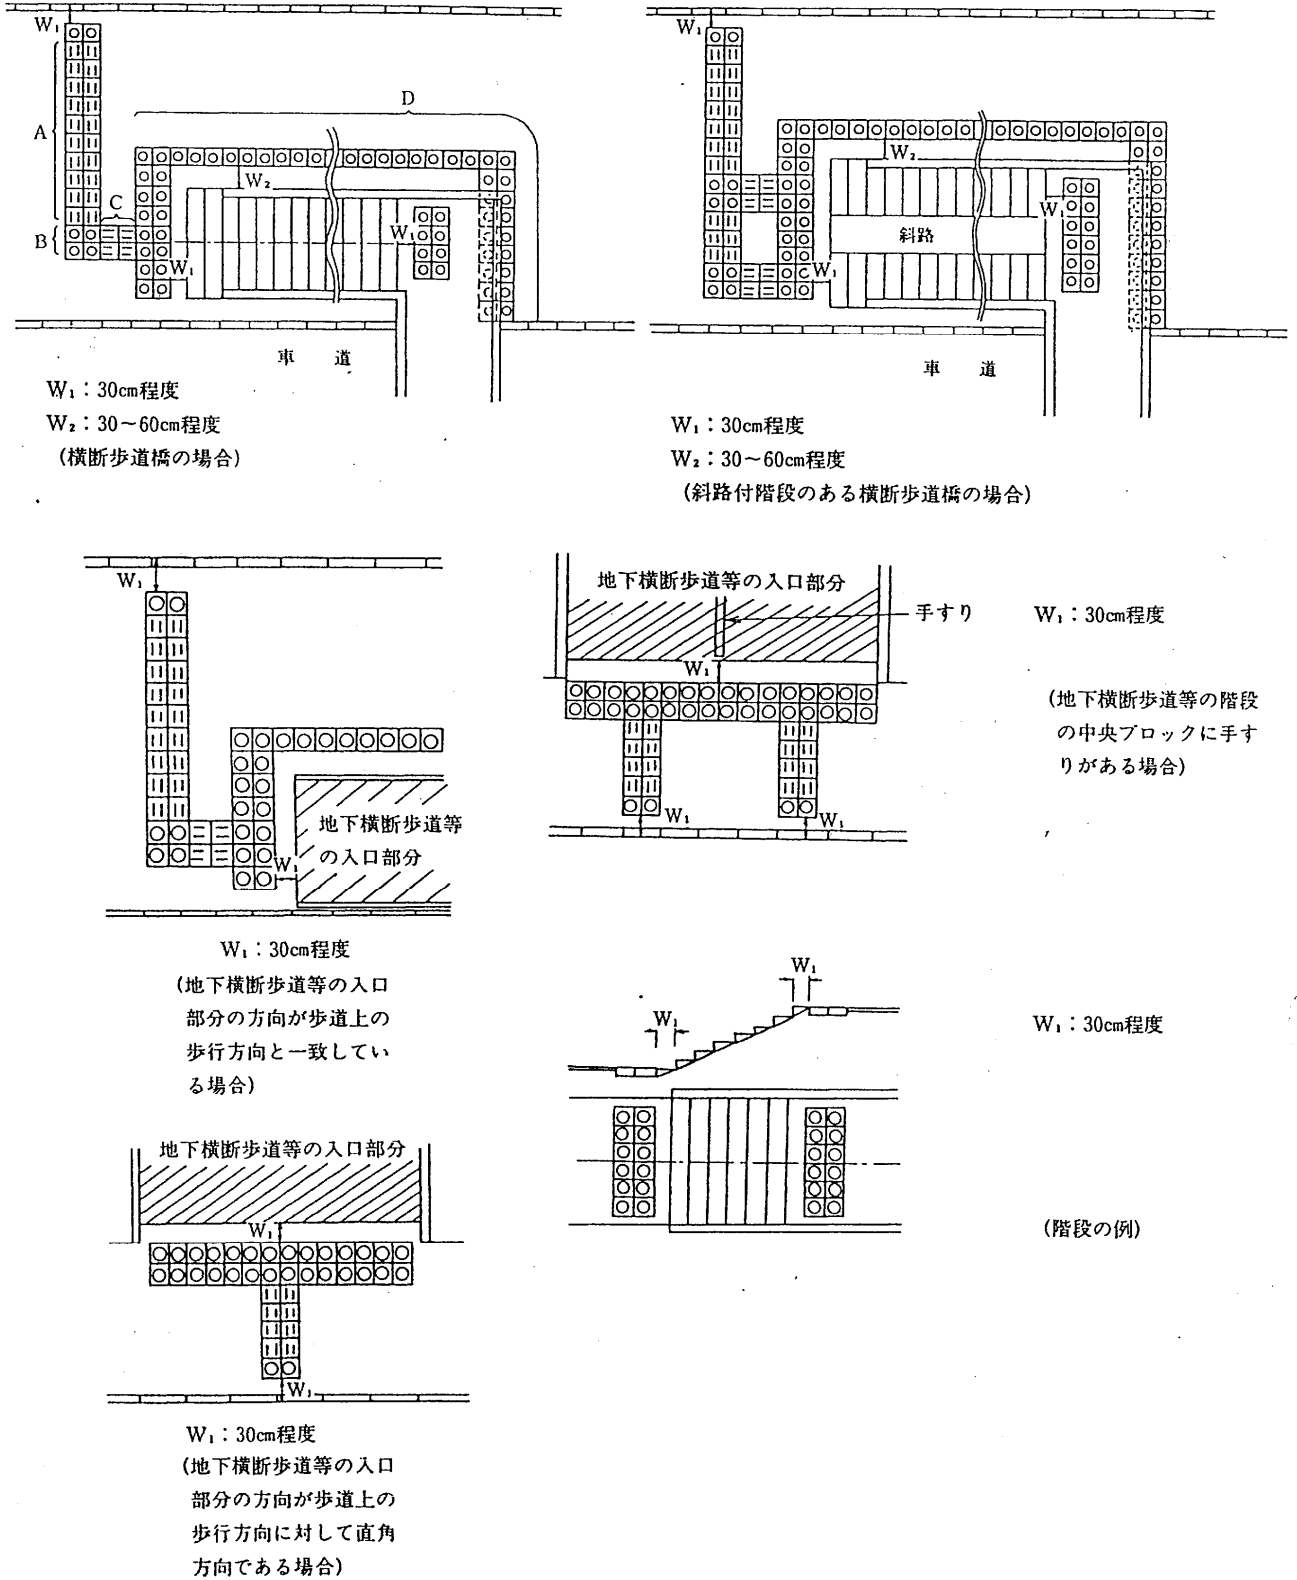 W₁
A
B
C
D
W₂
W₁
W₁
車 道
W₁：30cm程度
W₂：30～60cm程度
(横断歩道橋の場合)
W₁
W₂
W₁
斜路
W₁
車 道
W₁：30cm程度
W₂：30～60cm程度
(斜路付階段のある横断歩道橋の場合)
W₁
地下横断歩道等
の入口部分
W₁
W₁：30cm程度
(地下横断歩道等の入口
部分の方向が歩道上の
歩行方向と一致してい
る場合)
地下横断歩道等の入口部分
手すり
W₁
W₁
W₁
W₁：30cm程度
(地下横断歩道等の階段
の中央ブロックに手す
りがある場合)
W₁
W₁
W₁：30cm程度
(階段の例)
地下横断歩道等の入口部分
W₁
W₁
W₁：30cm程度
(地下横断歩道等の入口
部分の方向が歩道上の
歩行方向に対して直角
方向である場合)